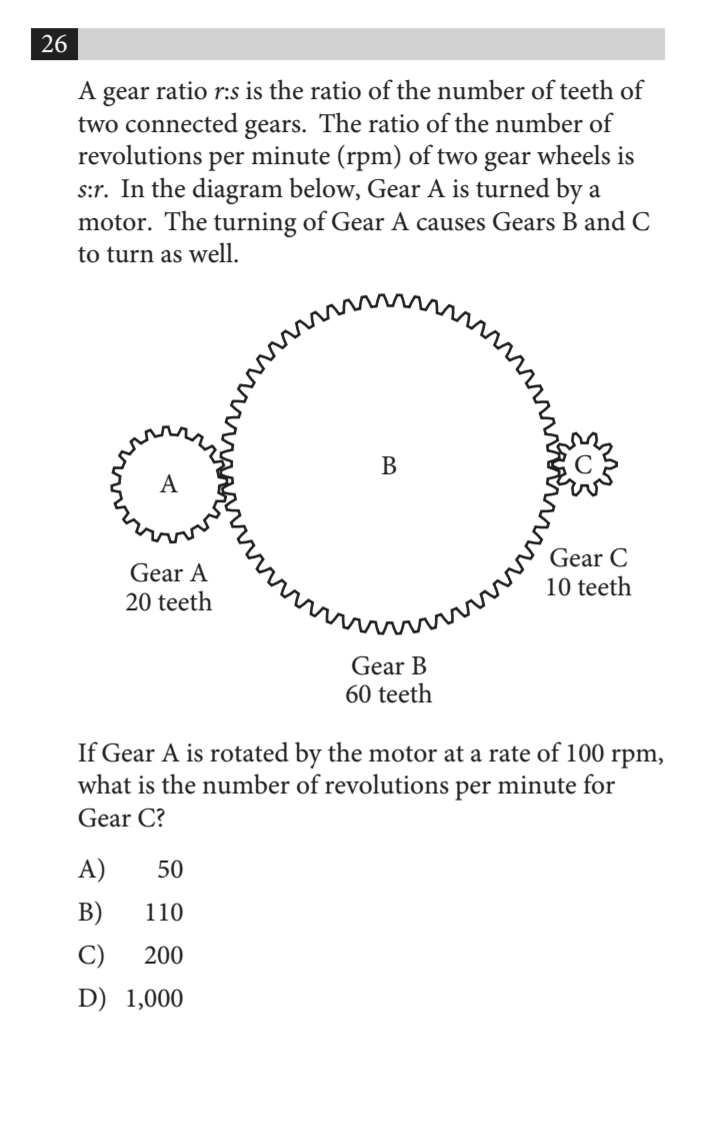 26
A gear ratio r:s is the ratio of the number of teeth of
two connected gears. The ratio of the number of
revolutions per minute (rpm) of two gear wheels is
s:r. In the diagram below, Gear A is turned by a
motor. The turning of Gear A causes Gears B and C
to turn as well.
A
B
C
Gear A
20 teeth
Gear C
10 teeth
Gear B
60 teeth
If Gear A is rotated by the motor at a rate of 100 rpm,
what is the number of revolutions per minute for
Gear C?
A) 50
B) 110
C) 200
D) 1,000